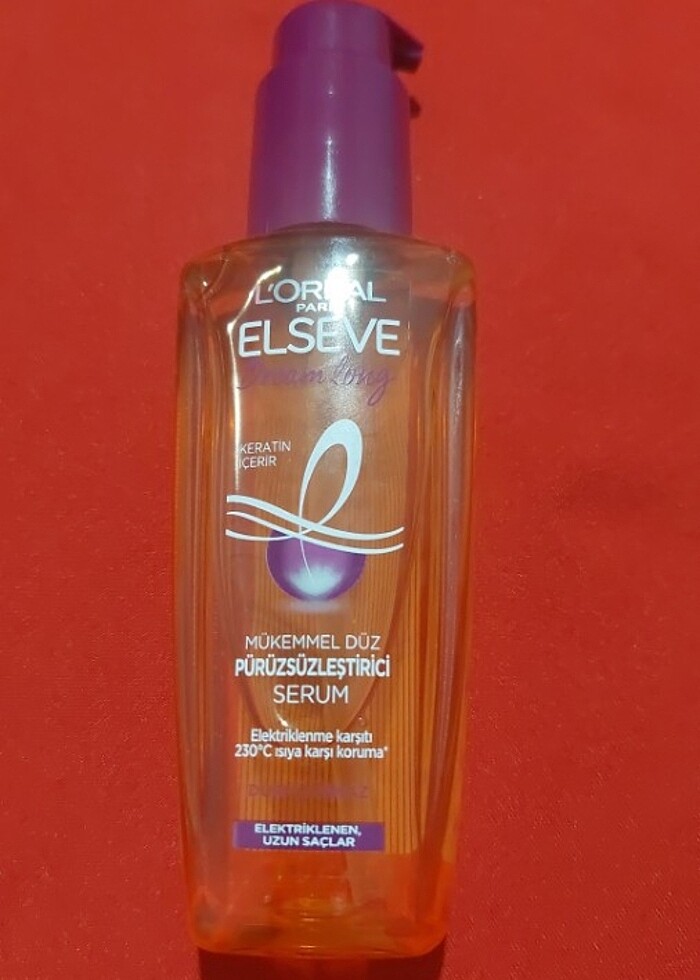 L'ORÉAL
PARIS
ELSEVE
Dream Long
KERATİN
İÇERİR
MÜKEMMEL DÜZ
PÜRÜZSÜZLEŞTİRİCİ
SERUM
Elektriklenme karşıtı
230°C ısıya karşı koruma*
ELEKTRİKLENEN,
UZUN SAÇLAR